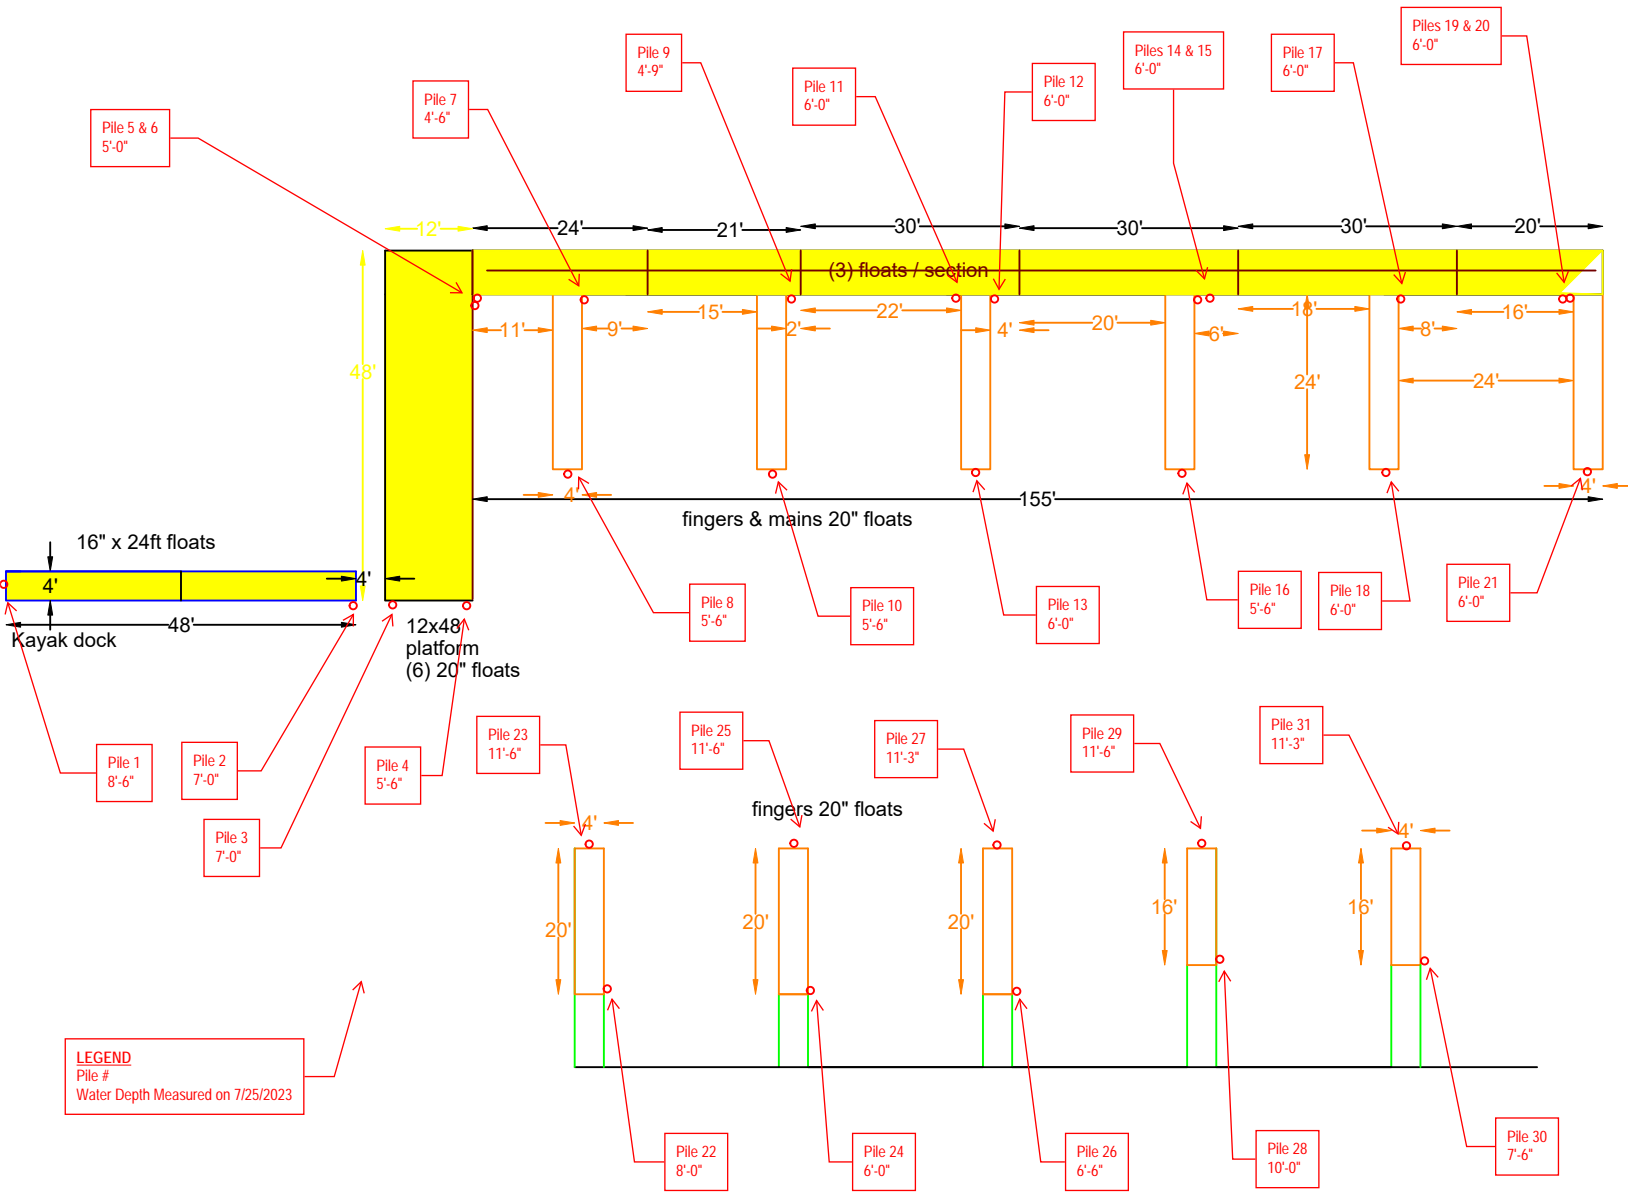 Piles 19 & 20
6'-0"
Pile 9
4'-9"
Piles 14 & 15
6'-0"
Pile 17
6'-0"
Pile 11
6'-0"
Pile 12
6'-0"
Pile 7
4'-6"
Pile 5 & 6
5'-0"
12'
24'
21'
30'
30'
30'
20'
(3) floats / section
11'
9'
15'
2'
22'
4'
20'
6'
18'
8'
16'
48'
24'
24'
4'
155'
4'
fingers & mains 20" floats
16" x 24ft floats
4'
4'
48'
Kayak dock
12x48
platform
(6) 20" floats
Pile 8
5'-6"
Pile 10
5'-6"
Pile 13
6'-0"
Pile 16
5'-6"
Pile 18
6'-0"
Pile 21
6'-0"
Pile 1
8'-6"
Pile 2
7'-0"
Pile 4
5'-6"
Pile 3
7'-0"
Pile 23
11'-6"
Pile 25
11'-6"
Pile 27
11'-3"
Pile 29
11'-6"
Pile 31
11'-3"
fingers 20" floats
4'
4'
20'
20'
20'
16'
16'
LEGEND
Pile #
Water Depth Measured on 7/25/2023
Pile 22
8'-0"
Pile 24
6'-0"
Pile 26
6'-6"
Pile 28
10'-0"
Pile 30
7'-6"